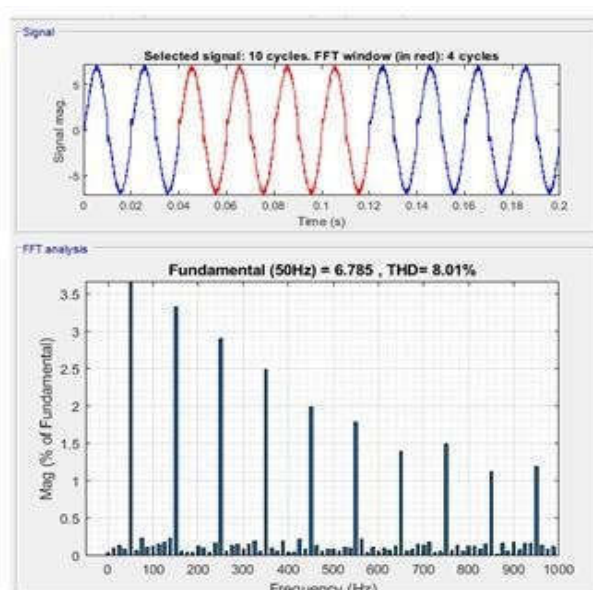 Signal
Selected signal: 10 cycles. FFT window (in red): 4 cycles
5
0
-5
Signal mag.
0 0.02 0.04 0.06 0.08 0.1 0.12 0.14 0.16 0.18 0.2
Time (s)
FFT analysis
Fundamental (50Hz) = 6.785 , THD= 8.01%
3.5
3
2.5
2
1.5
1
0.5
0
Mag (% of Fundamental)
0 100 200 300 400 500 600 700 800 900 1000
Frequency (Hz)